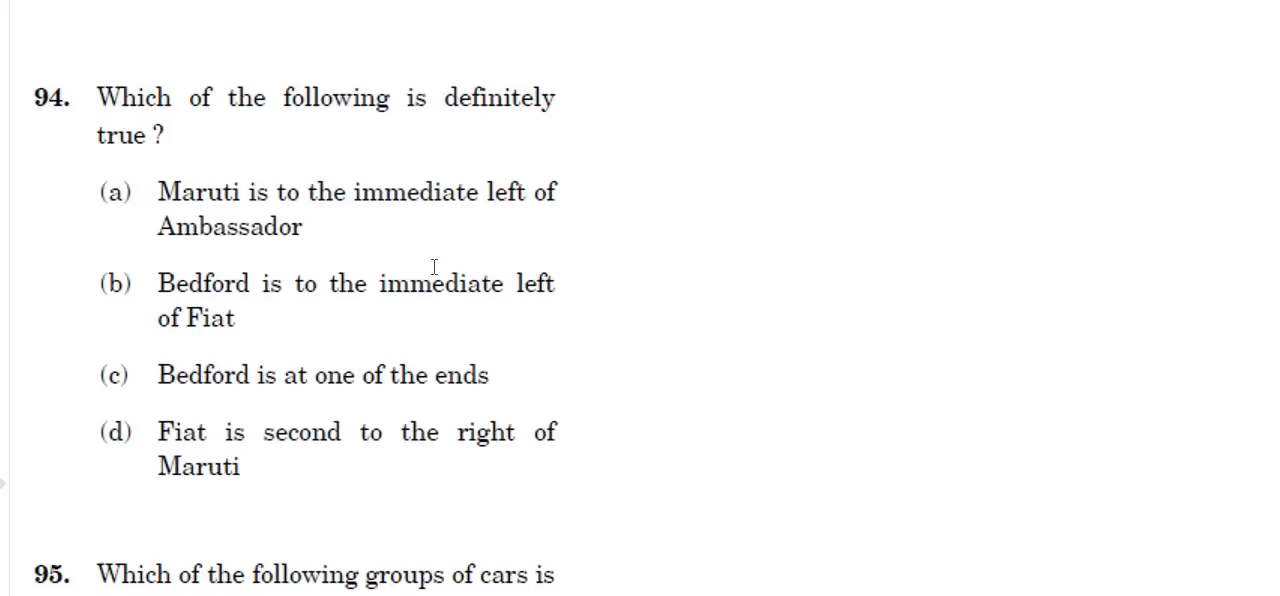 94. Which of the following is definitely
true ?
(a) Maruti is to the immediate left of
Ambassador
(b) Bedford is to the immediate left
of Fiat
(c) Bedford is at one of the ends
(d) Fiat is second to the right of
Maruti
95. Which of the following groups of cars is